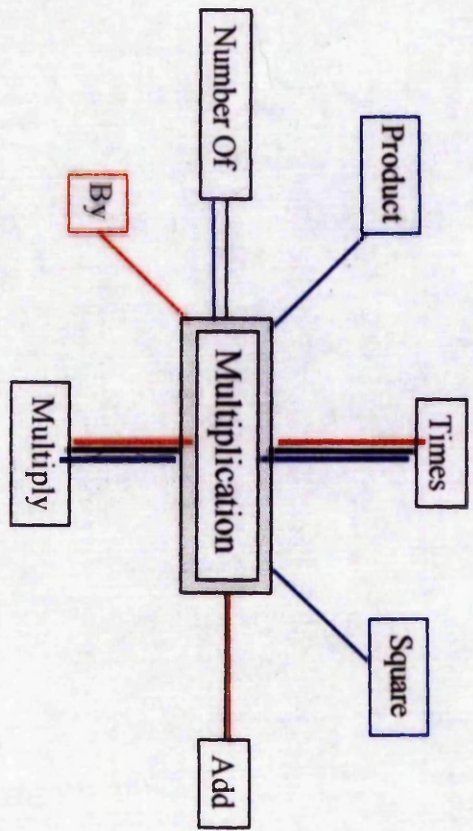 Times
Product
Square
Number Of
Multiplication
Add
By
Multiply